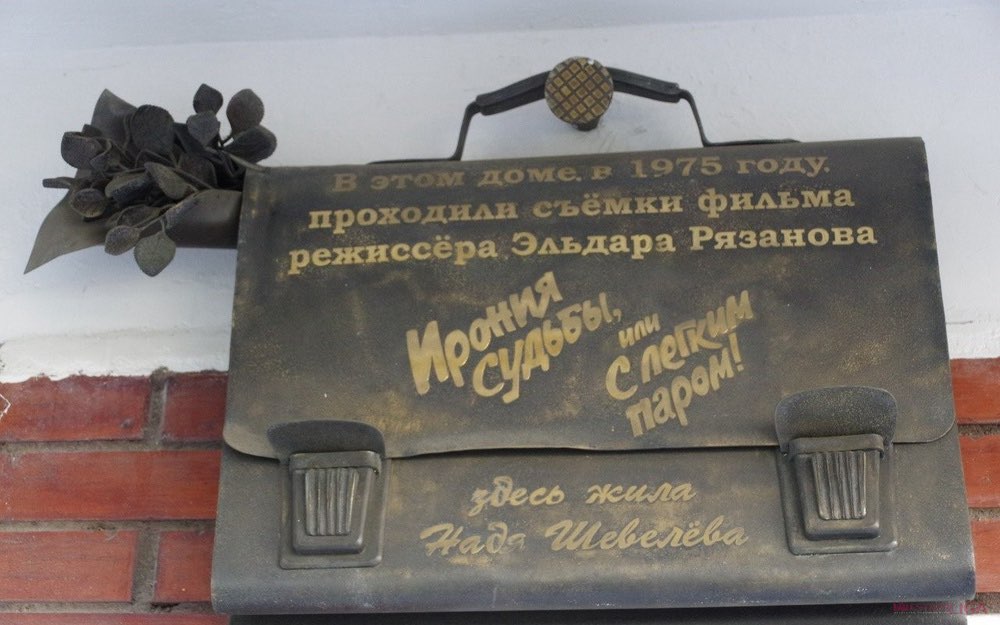 В этом доме в 1975 году
проходили съёмки фильма
режиссёра Эльдара Рязанова
Ирония
судьбы,
или
С легким
паром!
здесь жила
Надя Шевелёва